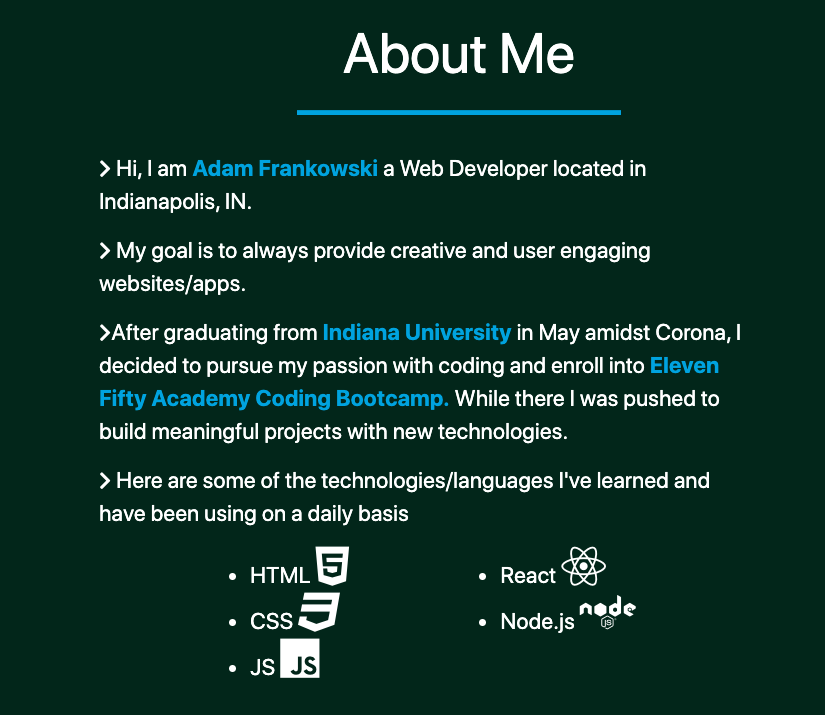 About Me
Hi, I am Adam Frankowski a Web Developer located in
Indianapolis, IN.
My goal is to always provide creative and user engaging
websites/apps.
After graduating from Indiana University in May amidst Corona, I
decided to pursue my passion with coding and enroll into Eleven
Fifty Academy Coding Bootcamp. While there I was pushed to
build meaningful projects with new technologies.
Here are some of the technologies/languages I've learned and
have been using on a daily basis
HTML 5
CSS 3
JS JS
React
Node.js node JS